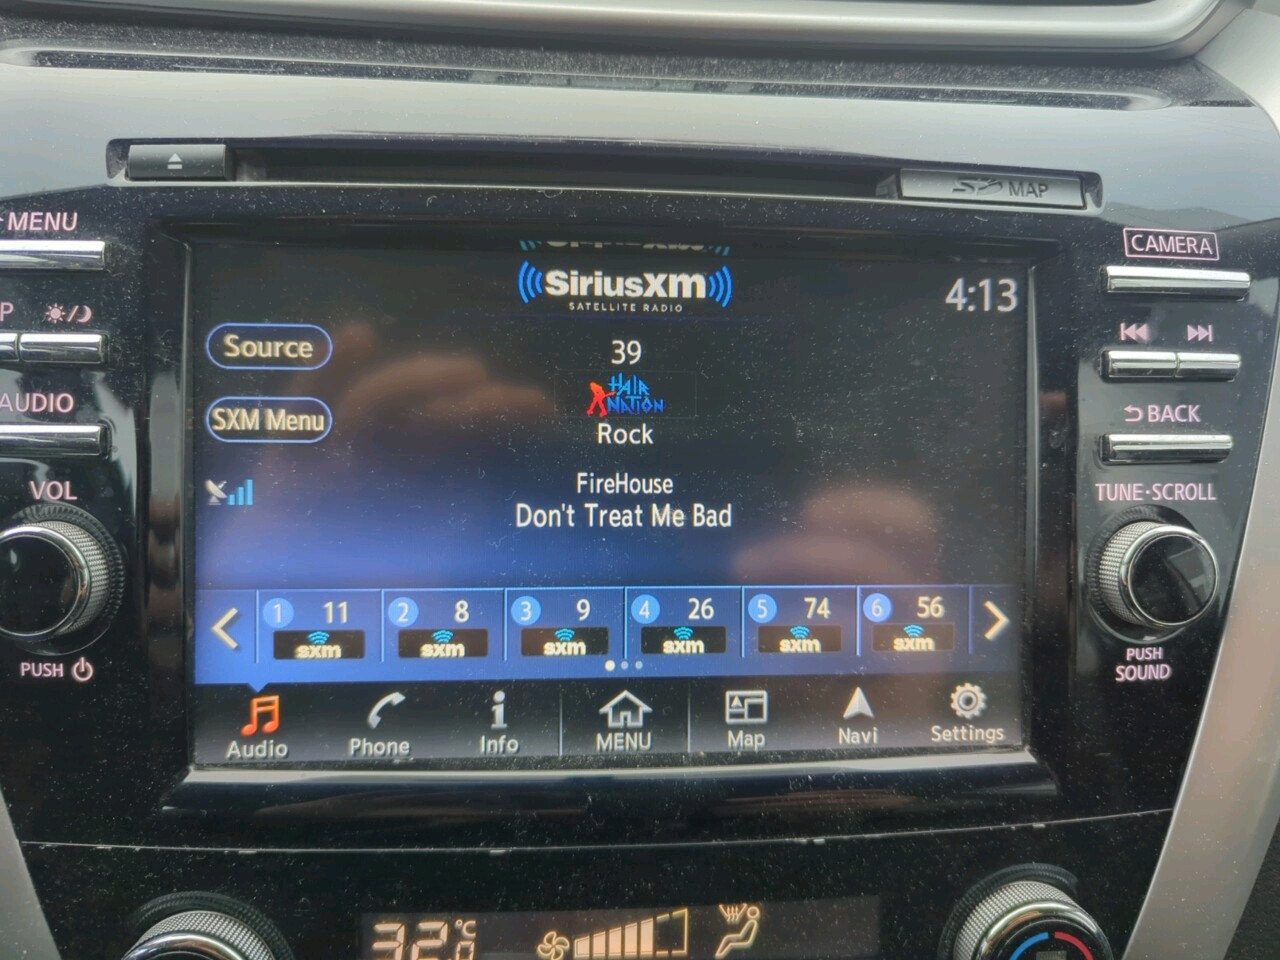 MENU
MAP
CAMERA
SiriusXM
SATELLITE RADIO
4:13
Source
39
HAIR
NATION
SXM Menu
Rock
AUDIO
BACK
FireHouse
Don't Treat Me Bad
VOL
TUNE·SCROLL
1 11
sxm
2 8
sxm
3 9
sxm
4 26
sxm
5 74
sxm
6 56
sxm
PUSH
PUSH
SOUND
Audio
Phone
Info
MENU
Map
Navi
Settings
32.0
°C